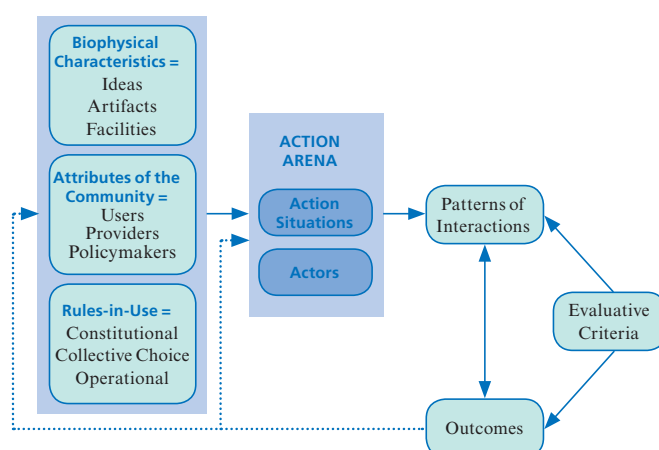 Biophysical
Characteristics =
Ideas
Artifacts
Facilities
Attributes of the
Community =
Users
Providers
Policymakers
Rules-in-Use =
Constitutional
Collective Choice
Operational
ACTION
ARENA
Action
Situations
Actors
Patterns of
Interactions
Evaluative
Criteria
Outcomes